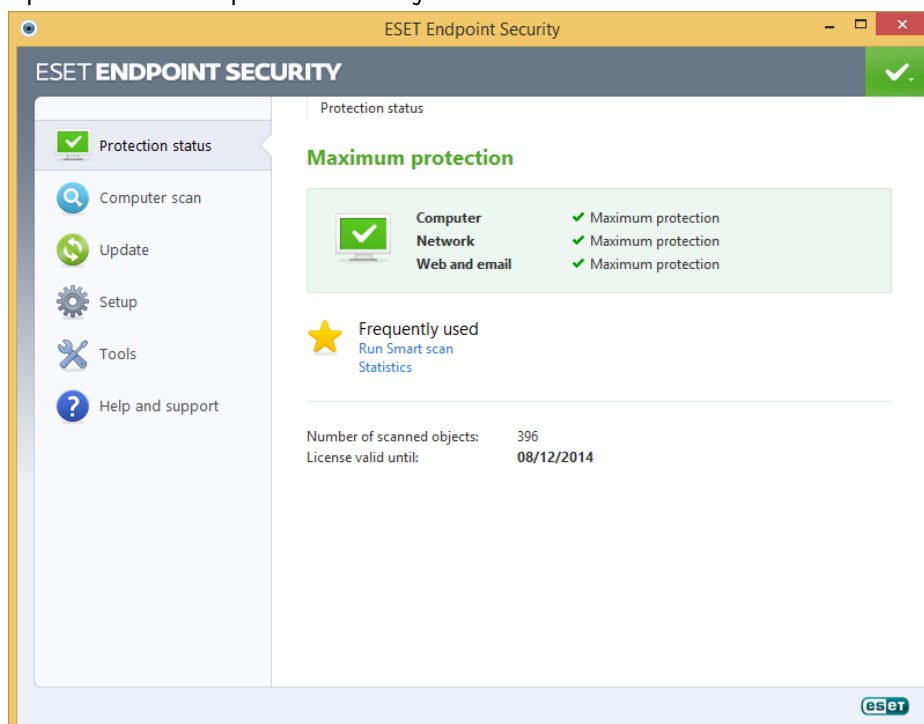 ESET Endpoint Security
ESET ENDPOINT SECURITY
Protection status
Protection status
Computer scan
Update
Setup
Tools
Help and support
Maximum protection
Computer ✔ Maximum protection
Network ✔ Maximum protection
Web and email ✔ Maximum protection
Frequently used
Run Smart scan
Statistics
Number of scanned objects: 396
License valid until: 08/12/2014
eseT